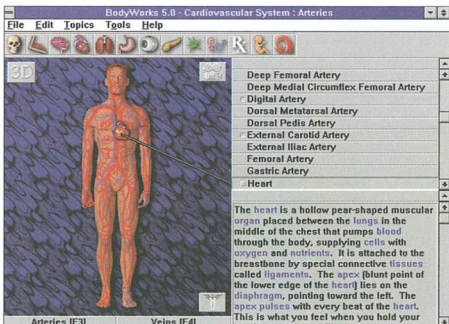 BodyWorks 5.0 - Cardiovascular System : Arteries
File Edit Topics Tools Help
3D
Deep Femoral Artery
Deep Medial Circumflex Femoral Artery
Digital Artery
Dorsal Metatarsal Artery
Dorsal Pedis Artery
External Carotid Artery
External Iliac Artery
Femoral Artery
Gastric Artery
Heart
The heart is a hollow pear-shaped muscular
organ placed between the lungs in the
middle of the chest that pumps blood
through the body, supplying cells with
oxygen and nutrients. It is attached to the
breastbone by special connective tissues
called ligaments. The apex (blunt point of
the lower edge of the heart) lies on the
diaphragm, pointing toward the left. The
apex pulses with every beat of the heart.
This is what you feel when you hold your
Arteries [F3] Veins [F4]